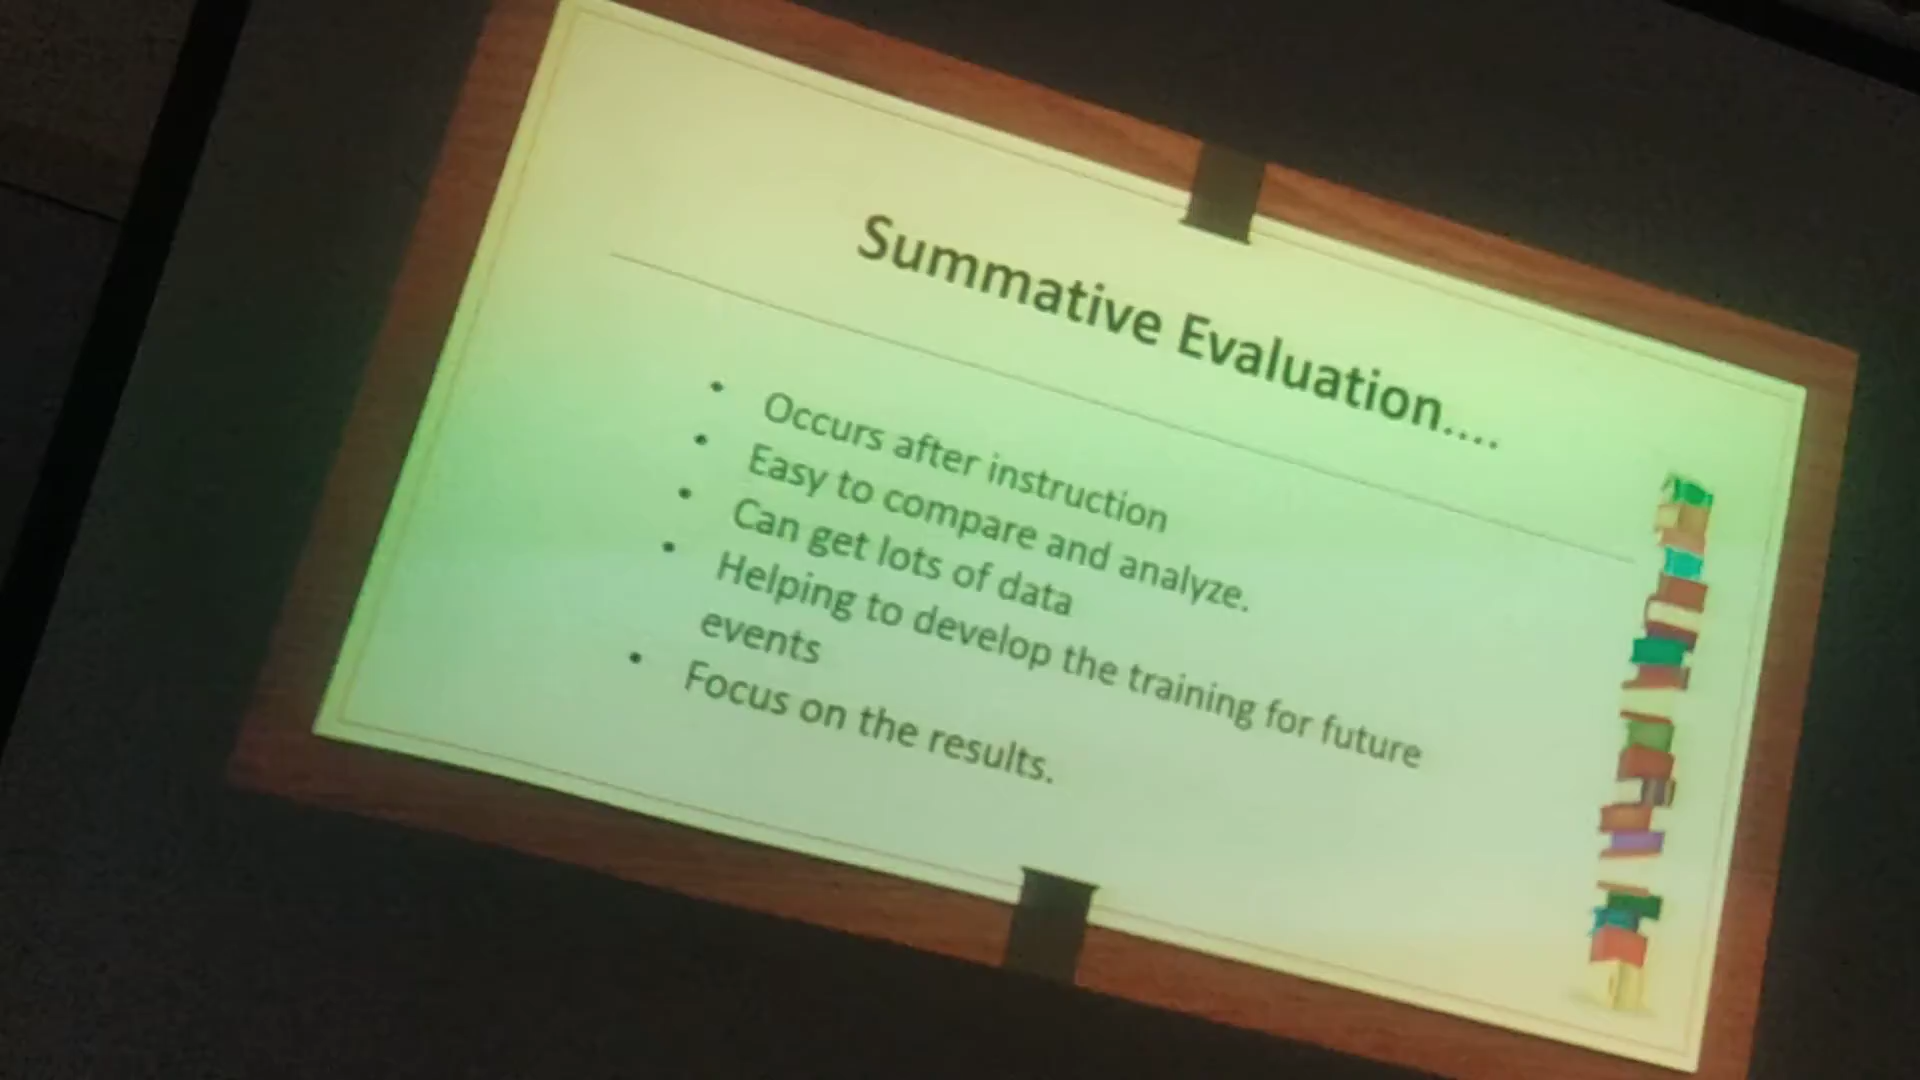 Summative Evaluation....
• Occurs after instruction
• Easy to compare and analyze.
• Can get lots of data
• Helping to develop the training for future
events
• Focus on the results.